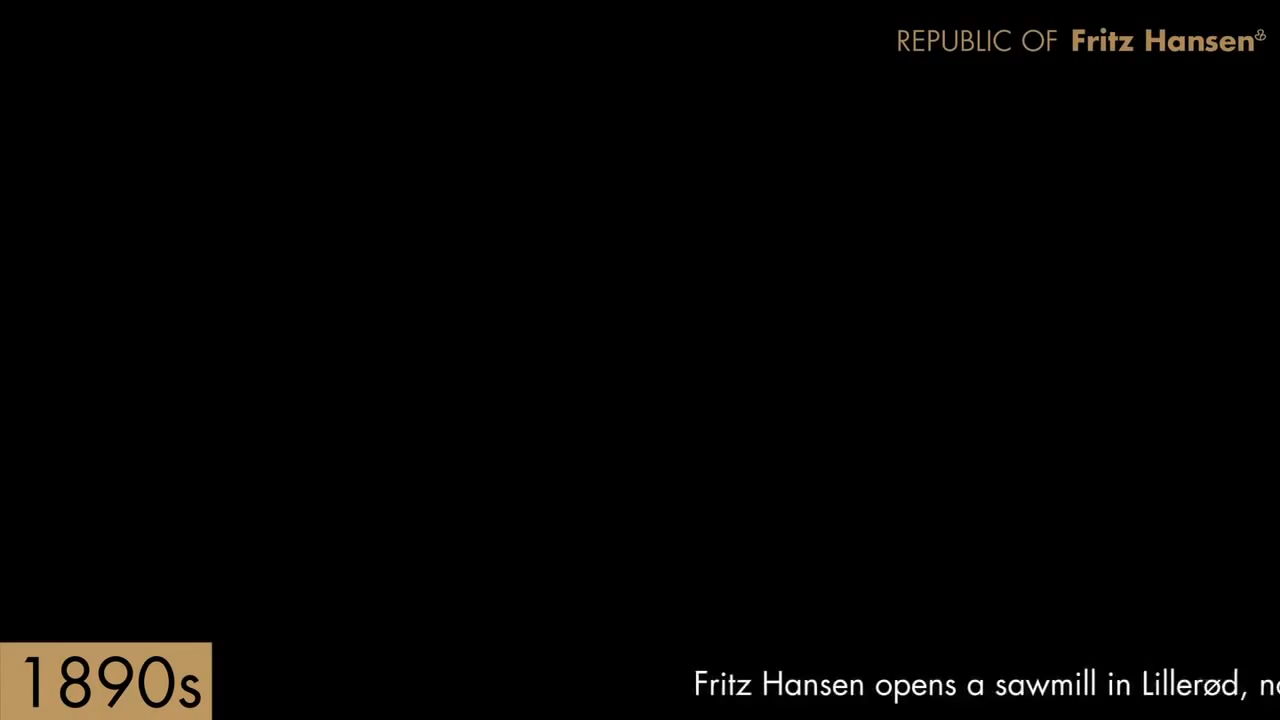 REPUBLIC OF Fritz Hansen
1890s
Fritz Hansen opens a sawmill in Lillerød,